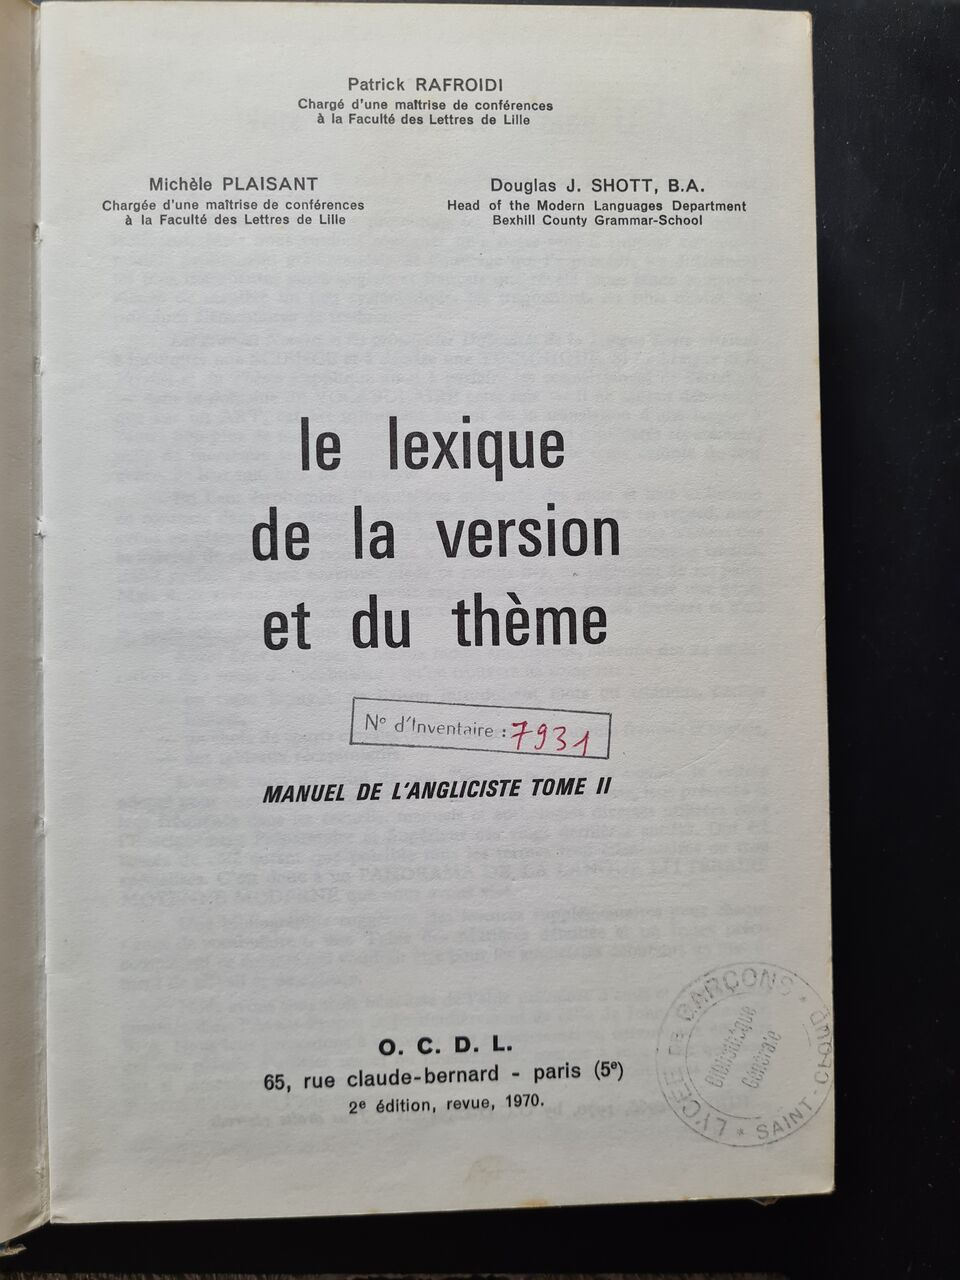 Patrick RAFROIDI
Chargé d'une maîtrise de conférences
à la Faculté des Lettres de Lille
Michèle PLAISANT
Chargée d'une maîtrise de conférences
à la Faculté des Lettres de Lille
Douglas J. SHOTT, B.A.
Head of the Modern Languages Department
Bexhill County Grammar-School
le lexique
de la version
et du thème
N° d'Inventaire : 7931
MANUEL DE L'ANGLICISTE TOME II
O. C. D. L.
65, rue claude-bernard - paris (5e)
2e édition, revue, 1970.
LYCÉE DE GARÇONS * SAINT-CLOUD *
Bibliothèque
Générale